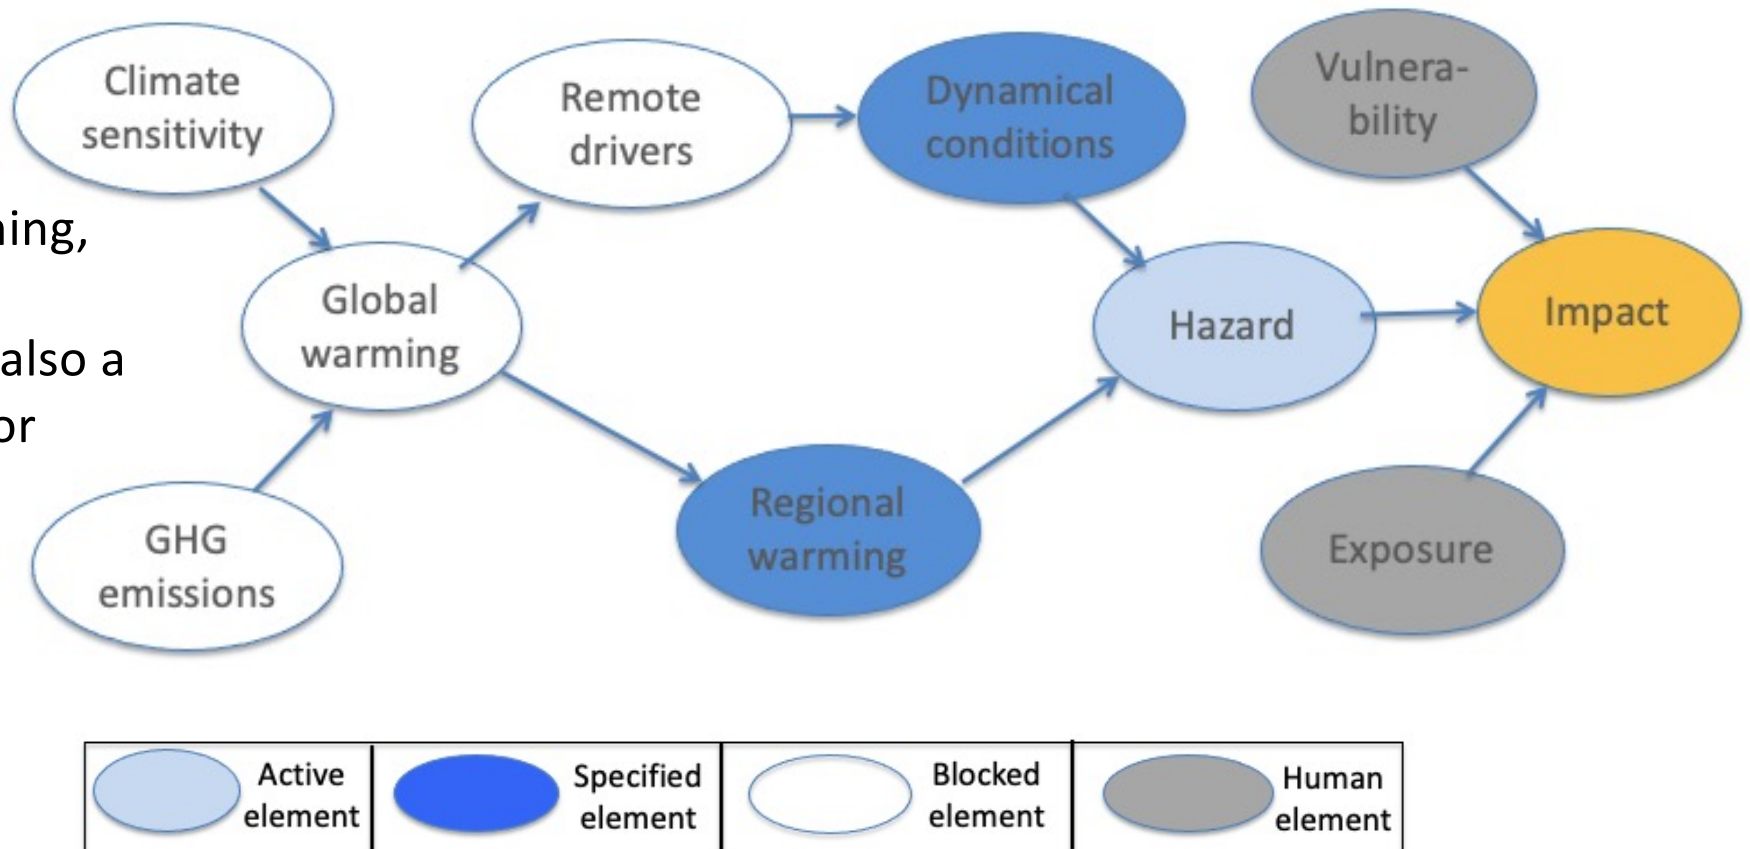 Climate
sensitivity
Remote
drivers
Dynamical
conditions
Vulnera-
bility
ning,
Global
warming
Hazard
Impact
also a
or
GHG
emissions
Regional
warming
Exposure
Active
element
Specified
element
Blocked
element
Human
element